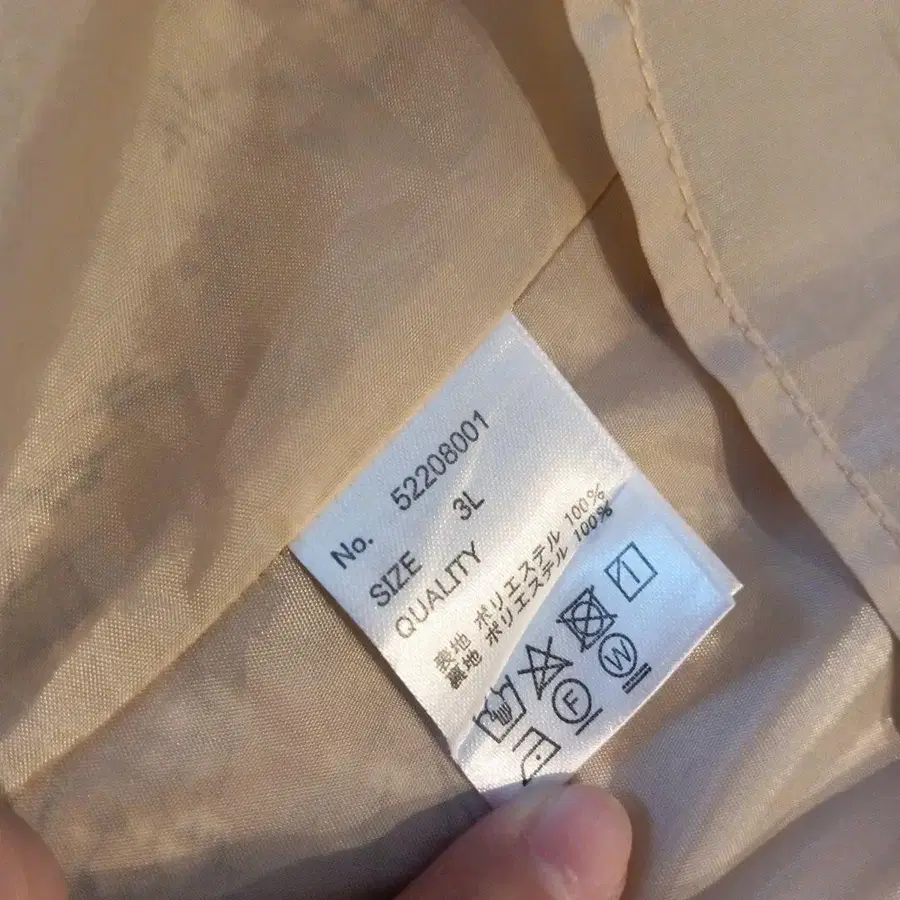 No. 52208001
SIZE 3L
QUALITY
表地 ポリエステル 100%
裏地 ポリエステル 100%
F W